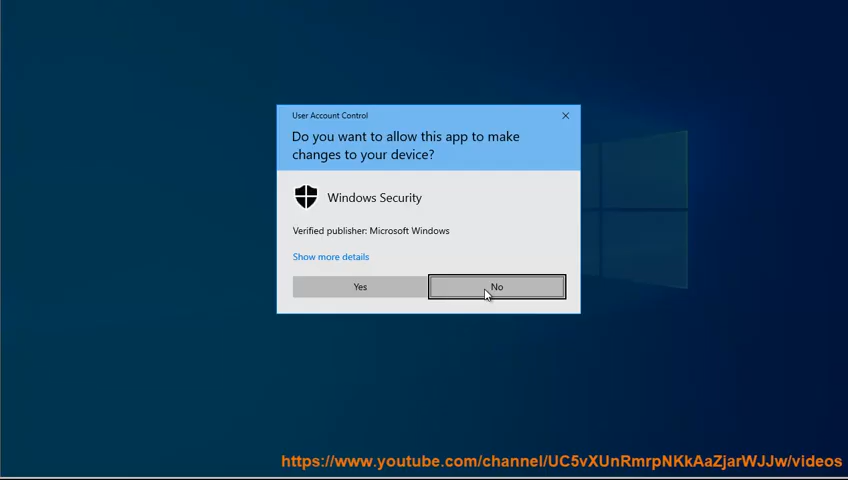 User Account Control
Do you want to allow this app to make
changes to your device?
Windows Security
Verified publisher: Microsoft Windows
Show more details
Yes
No
https://www.youtube.com/channel/UC5vXUnRmrpNKkAaZjarWJJw/videos